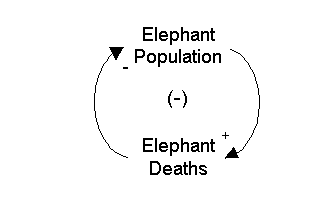 Elephant
Population
-
(-)
+
Elephant
Deaths